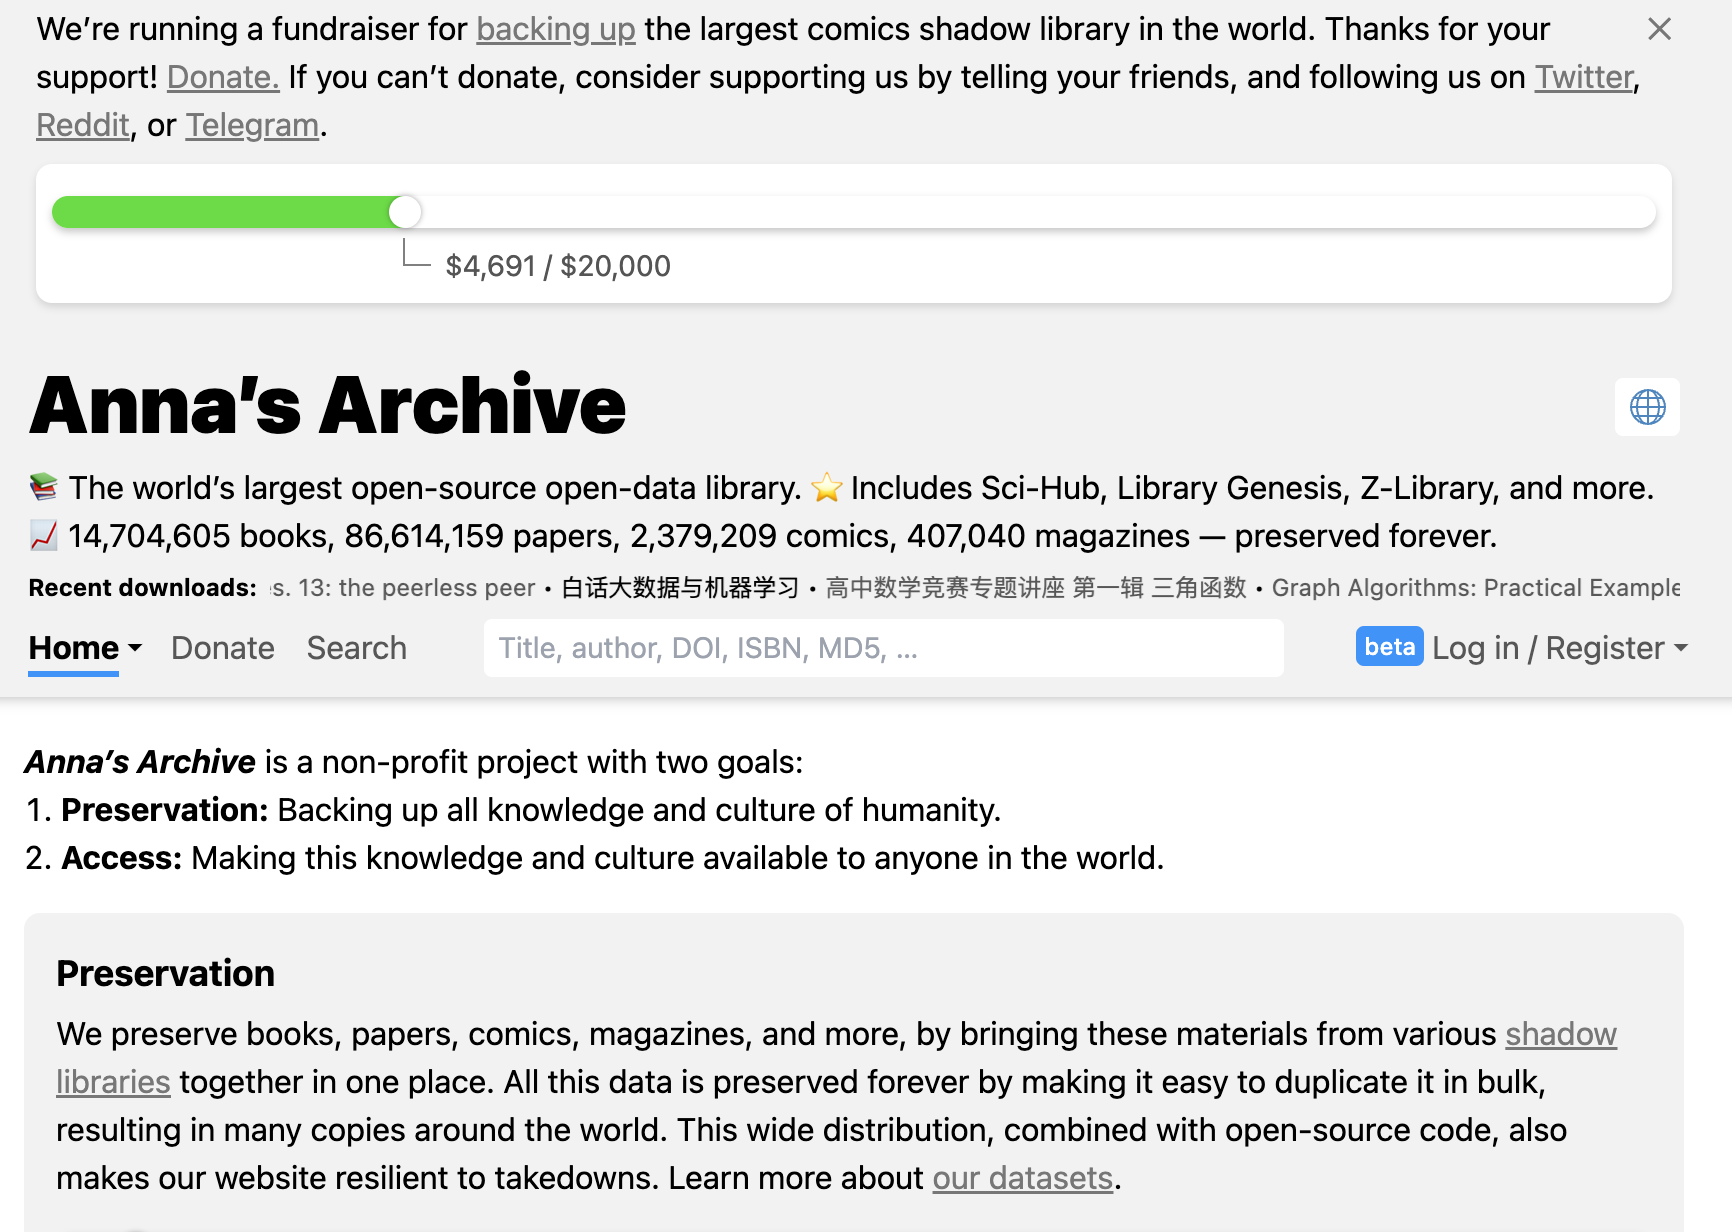 We’re running a fundraiser for backing up the largest comics shadow library in the world. Thanks for your
support! Donate. If you can’t donate, consider supporting us by telling your friends, and following us on Twitter,
Reddit, or Telegram.
$4,691 / $20,000
Anna’s Archive
📚 The world’s largest open-source open-data library. ⭐ Includes Sci-Hub, Library Genesis, Z-Library, and more.
📈 14,704,605 books, 86,614,159 papers, 2,379,209 comics, 407,040 magazines — preserved forever.
Recent downloads: s. 13: the peerless peer • 白话大数据与机器学习 • 高中数学竞赛专题讲座 第一辑 三角函数 • Graph Algorithms: Practical Example
Home Donate Search Title, author, DOI, ISBN, MD5, ... beta Log in / Register
Anna’s Archive is a non-profit project with two goals:
1. Preservation: Backing up all knowledge and culture of humanity.
2. Access: Making this knowledge and culture available to anyone in the world.
Preservation
We preserve books, papers, comics, magazines, and more, by bringing these materials from various shadow
libraries together in one place. All this data is preserved forever by making it easy to duplicate it in bulk,
resulting in many copies around the world. This wide distribution, combined with open-source code, also
makes our website resilient to takedowns. Learn more about our datasets.